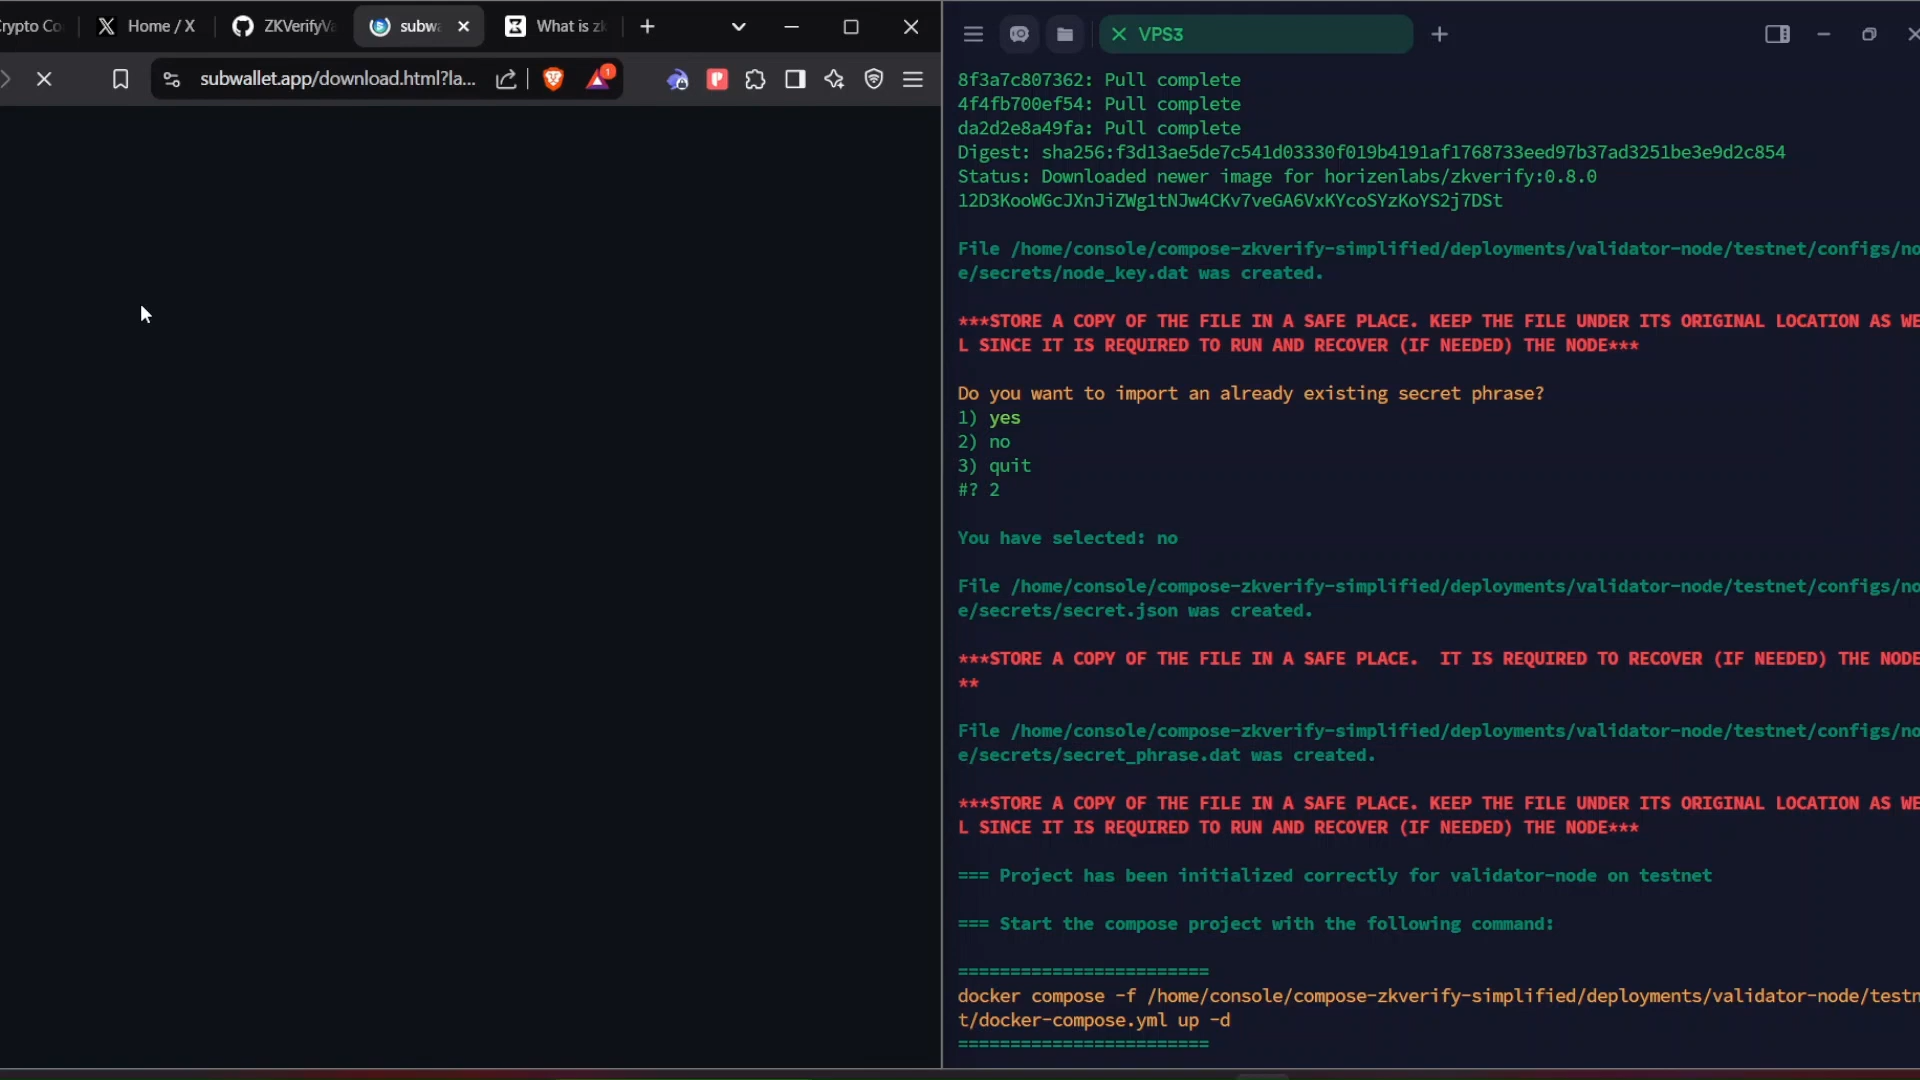 rypto Co
Home / X
ZKVerifyVa
subwa
What is zk
subwallet.app/download.html?la...
1
VPS3
8f3a7c807362: Pull complete
4f4fb700ef54: Pull complete
da2d2e8a49fa: Pull complete
Digest: sha256:f3d13ae5de7c541d03330f019b4191af1768733eed97b37ad3251be3e9d2c854
Status: Downloaded newer image for horizenlabs/zkverify:0.8.0
12D3KooWGcJXnJiZWg1tNJw4CKv7veGA6VxKYcoSYzKoYS2j7DSt
File /home/console/compose-zkverify-simplified/deployments/validator-node/testnet/configs/no
e/secrets/node_key.dat was created.
***STORE A COPY OF THE FILE IN A SAFE PLACE. KEEP THE FILE UNDER ITS ORIGINAL LOCATION AS WE
L SINCE IT IS REQUIRED TO RUN AND RECOVER (IF NEEDED) THE NODE***
Do you want to import an already existing secret phrase?
1) yes
2) no
3) quit
#? 2
You have selected: no
File /home/console/compose-zkverify-simplified/deployments/validator-node/testnet/configs/no
e/secrets/secret.json was created.
***STORE A COPY OF THE FILE IN A SAFE PLACE.  IT IS REQUIRED TO RECOVER (IF NEEDED) THE NODE
**
File /home/console/compose-zkverify-simplified/deployments/validator-node/testnet/configs/no
e/secrets/secret_phrase.dat was created.
***STORE A COPY OF THE FILE IN A SAFE PLACE. KEEP THE FILE UNDER ITS ORIGINAL LOCATION AS WE
L SINCE IT IS REQUIRED TO RUN AND RECOVER (IF NEEDED) THE NODE***
=== Project has been initialized correctly for validator-node on testnet
=== Start the compose project with the following command:
========================
docker compose -f /home/console/compose-zkverify-simplified/deployments/validator-node/testn
t/docker-compose.yml up -d
========================